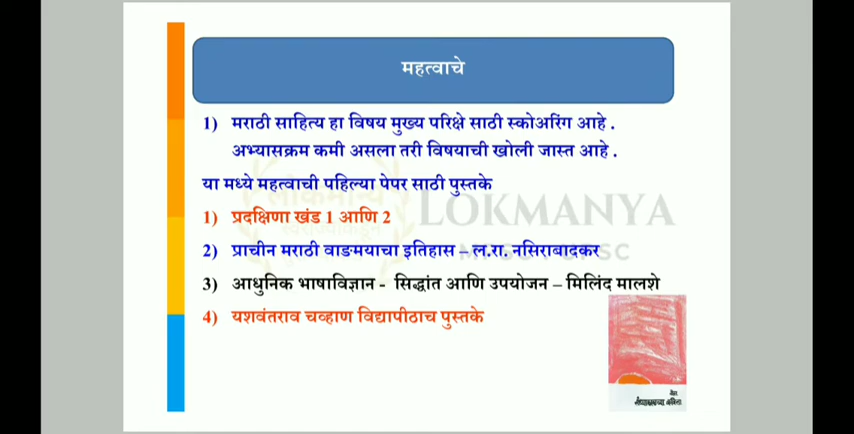 महत्वाचे
1) मराठी साहित्य हा विषय मुख्य परिक्षे साठी स्कोअरिंग आहे .
अभ्यासक्रम कमी असला तरी विषयाची खोली जास्त आहे .
या मध्ये महत्वाची पहिल्या पेपर साठी पुस्तके
1) प्रदक्षिणा खंड 1 आणि 2
2) प्राचीन मराठी वाङमयाचा इतिहास – ल.रा. नसिराबादकर
3) आधुनिक भाषाविज्ञान - सिद्धांत आणि उपयोजन – मिलिंद मालशे
4) यशवंतराव चव्हाण विद्यापीठाच पुस्तके
LOKMANYA